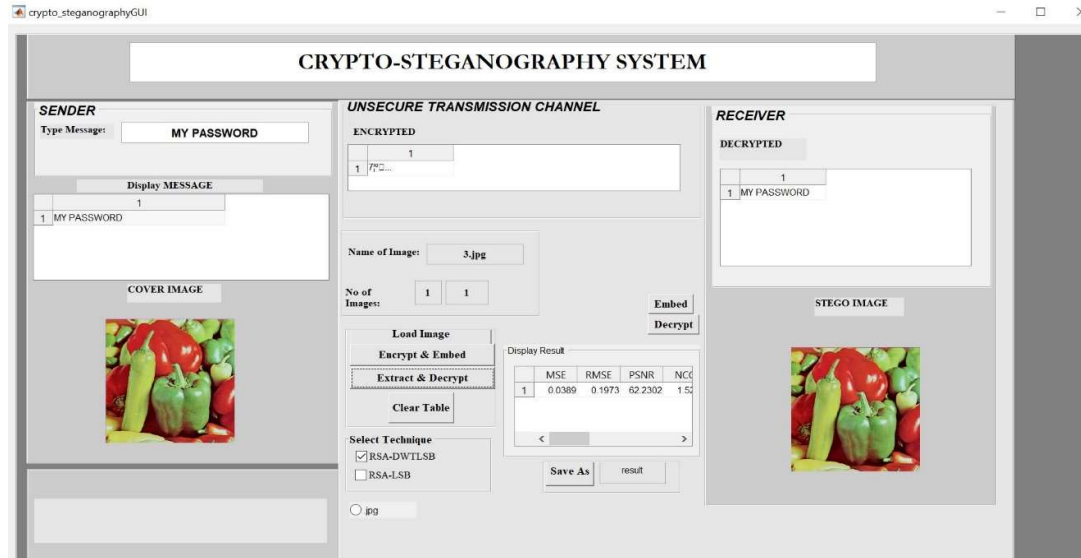 crypto_steganographyGUI
CRYPTO-STEGANOGRAPHY SYSTEM
SENDER
Type Message:
MY PASSWORD
Display MESSAGE
1
1 MY PASSWORD
COVER IMAGE
UNSECURE TRANSMISSION CHANNEL
ENCRYPTED
1
1
Name of Image:
3.jpg
No of
Images:
1 1
Embed
Decrypt
Load Image
Encrypt & Embed
Extract & Decrypt
Clear Table
Select Technique
RSA-DWTLSB
RSA-LSB
.jpg
Display Result
MSE RMSE PSNR
1 0.0389 0.1973 62.2302
Save As
result
RECEIVER
DECRYPTED
1
1 MY PASSWORD
STEGO IMAGE